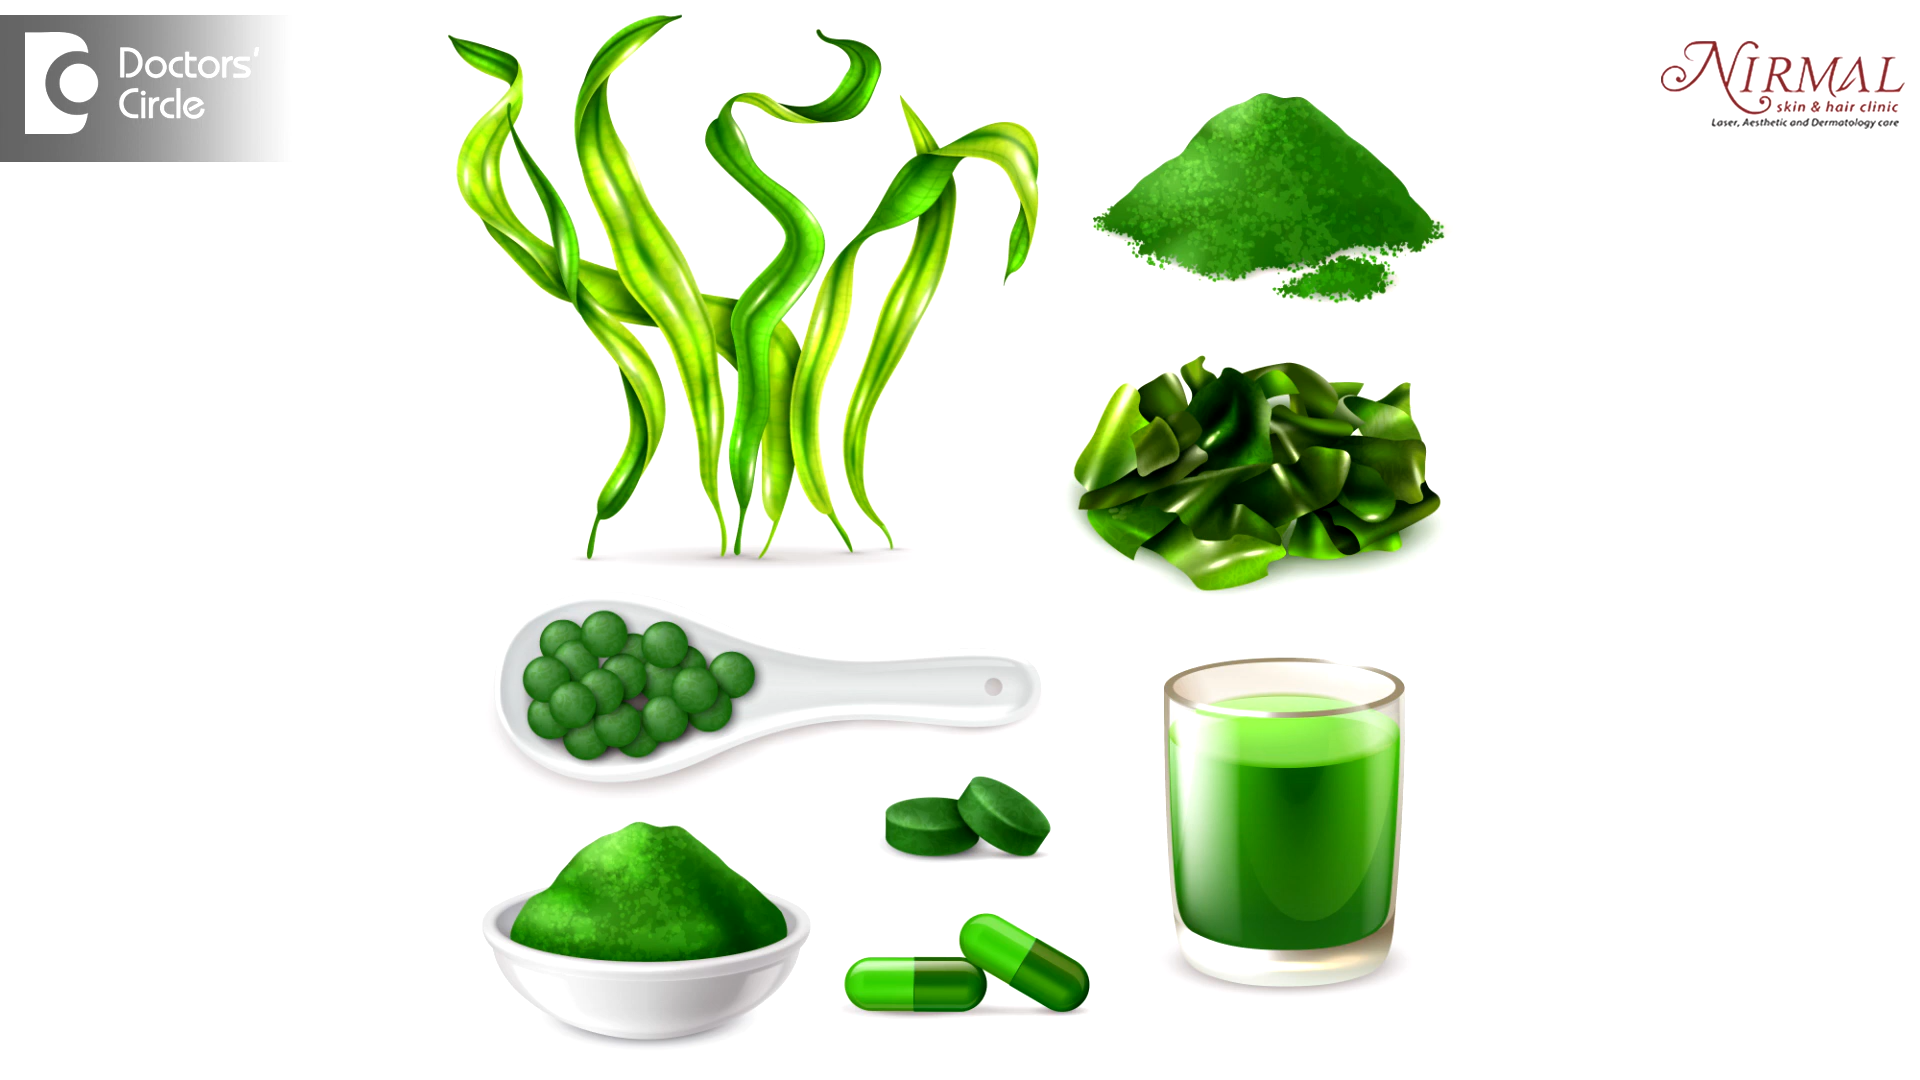 Doctors'
Circle
NIRMAL
skin & hair clinic
Laser, Aesthetic and Dermatology care